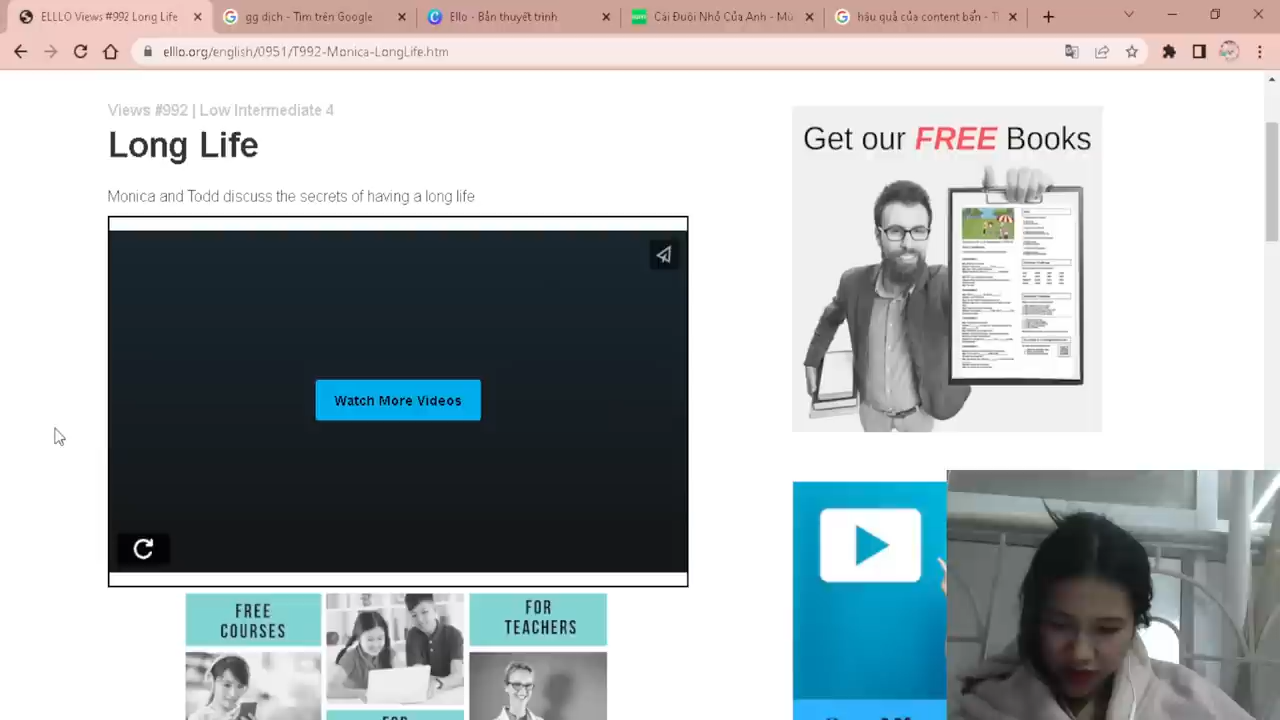 ELLLO Views #992 Long Life
gg dịch - Tìm trên Google
Ello - Bản thuyết trình
Cái Đuôi Nhỏ Của Anh - Mù
hậu quả của content bẩn - T
elllo.org/english/0951/T992-Monica-LongLife.htm
Views #992 | Low Intermediate 4
Long Life
Monica and Todd discuss the secrets of having a long life
Get our FREE Books
Watch More Videos
FREE
COURSES
FOR
TEACHERS
FOR